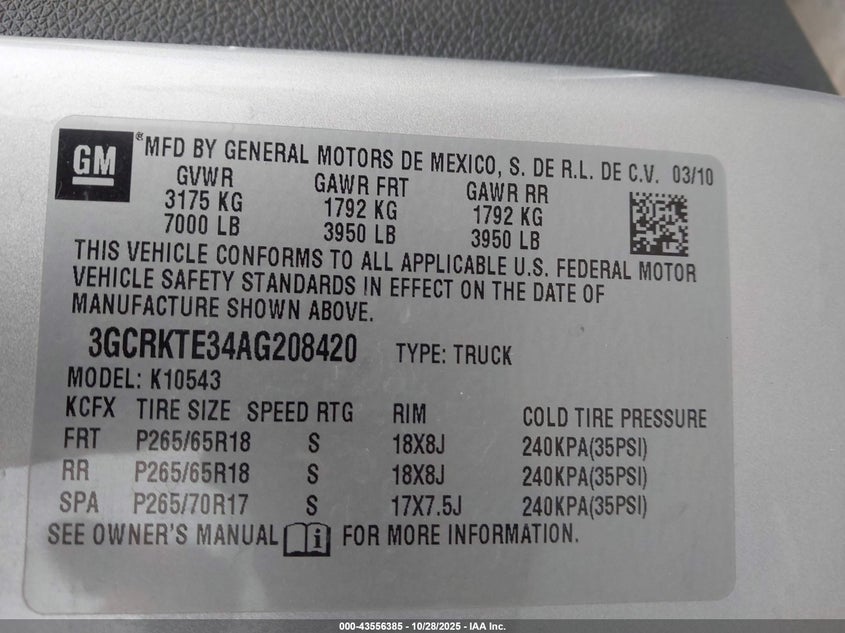 GM ® MFD BY GENERAL MOTORS DE MEXICO, S. DE R.L. DE C.V. 03/10
GVWR GAWR FRT GAWR RR
3175 KG 1792 KG 1792 KG
7000 LB 3950 LB 3950 LB
THIS VEHICLE CONFORMS TO ALL APPLICABLE U.S. FEDERAL MOTOR
VEHICLE SAFETY STANDARDS IN EFFECT ON THE DATE OF
MANUFACTURE SHOWN ABOVE.
3GCRKTE34AG208420 TYPE: TRUCK
MODEL: K10543
KCFX TIRE SIZE SPEED RTG RIM COLD TIRE PRESSURE
FRT P265/65R18 S 18X8J 240KPA(35PSI)
RR P265/65R18 S 18X8J 240KPA(35PSI)
SPA P265/70R17 S 17X7.5J 240KPA(35PSI)
SEE OWNER'S MANUAL i FOR MORE INFORMATION.
000-43556385 - 10/28/2025 - IAA Inc.